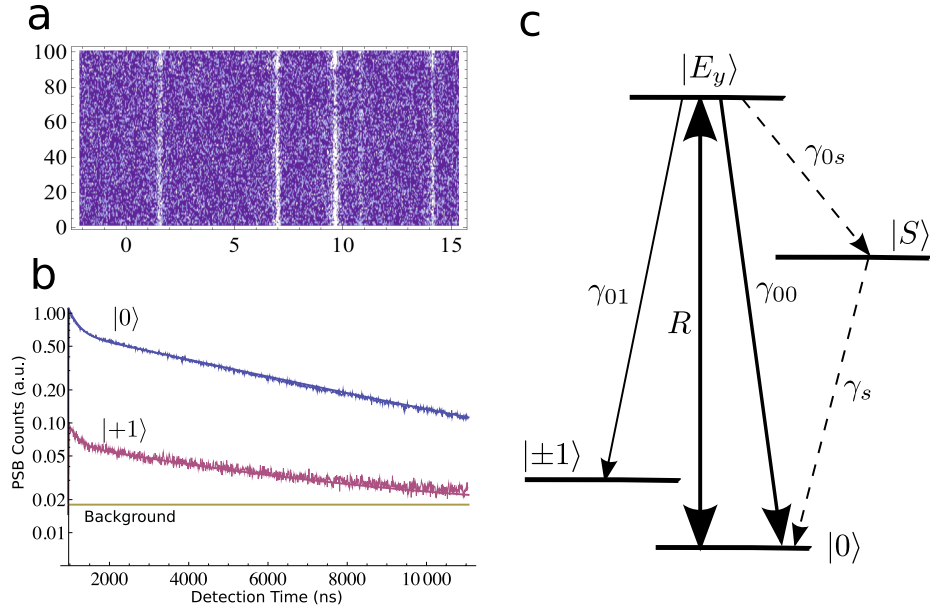 a
100
80
60
40
20
0
0 5 10 15
b
1.00
0.50
0.20
0.10
0.05
0.02
0.01
PSB Counts (a.u.)
|0⟩
|+1⟩
Background
2000 4000 6000 8000 10000
Detection Time (ns)
c
|E_y⟩
γ_{0s}
|S⟩
γ_{01}
R
γ_{00}
γ_s
|±1⟩
|0⟩